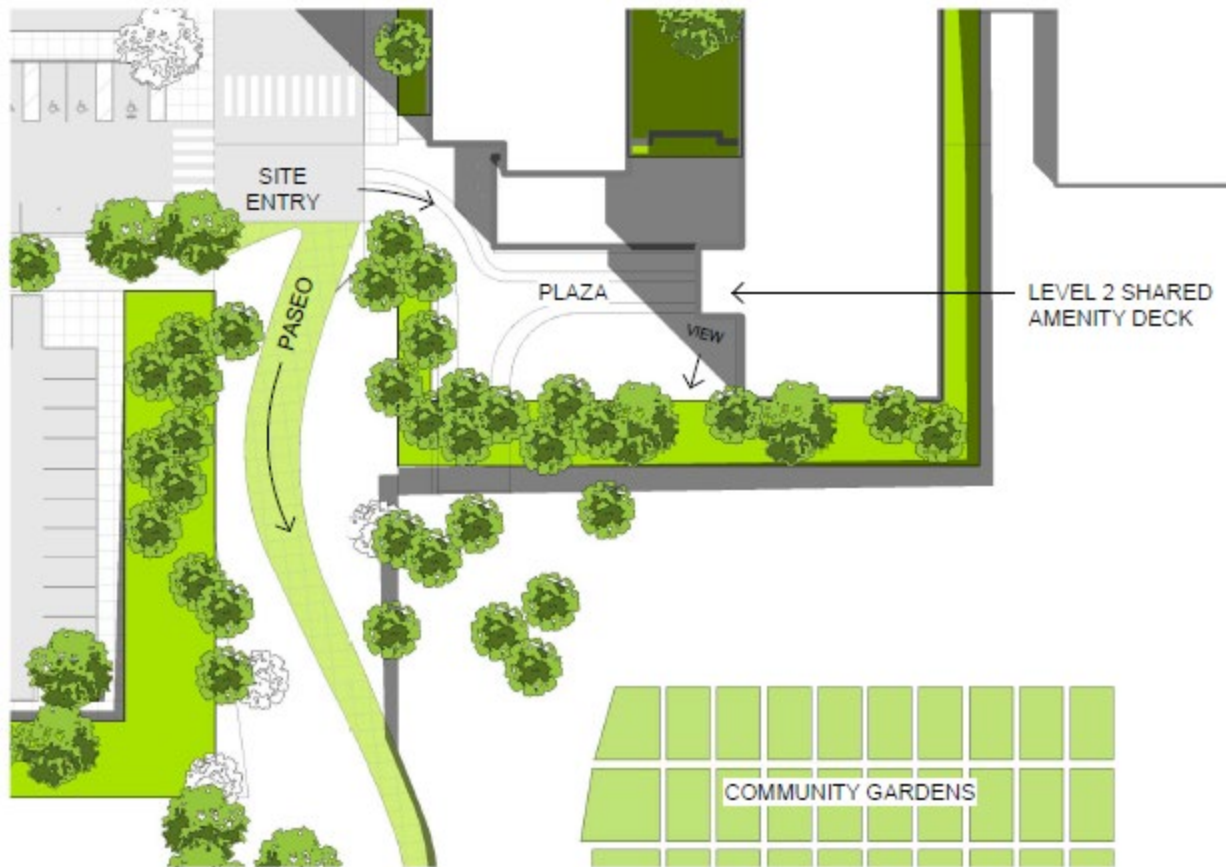 SITE
ENTRY
PASEO
PLAZA
VIEW
LEVEL 2 SHARED
AMENITY DECK
COMMUNITY GARDENS